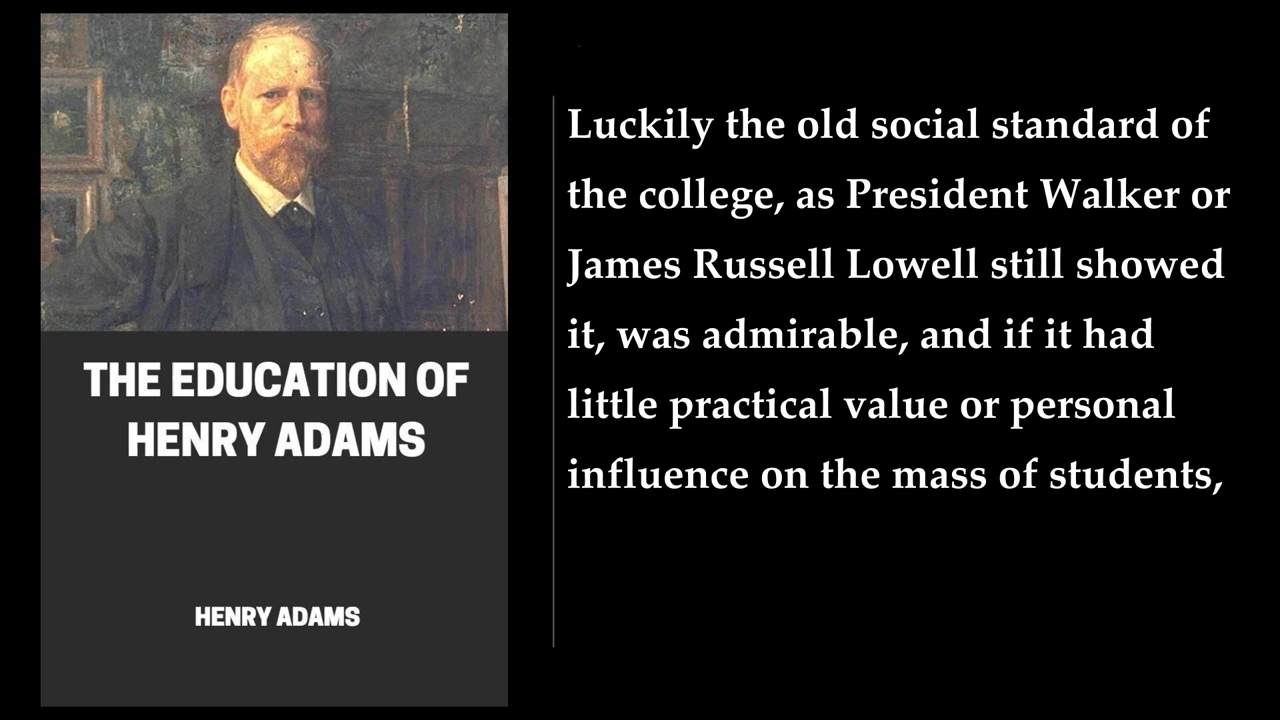 THE EDUCATION OF
HENRY ADAMS
HENRY ADAMS
Luckily the old social standard of
the college, as President Walker or
James Russell Lowell still showed
it, was admirable, and if it had
little practical value or personal
influence on the mass of students,